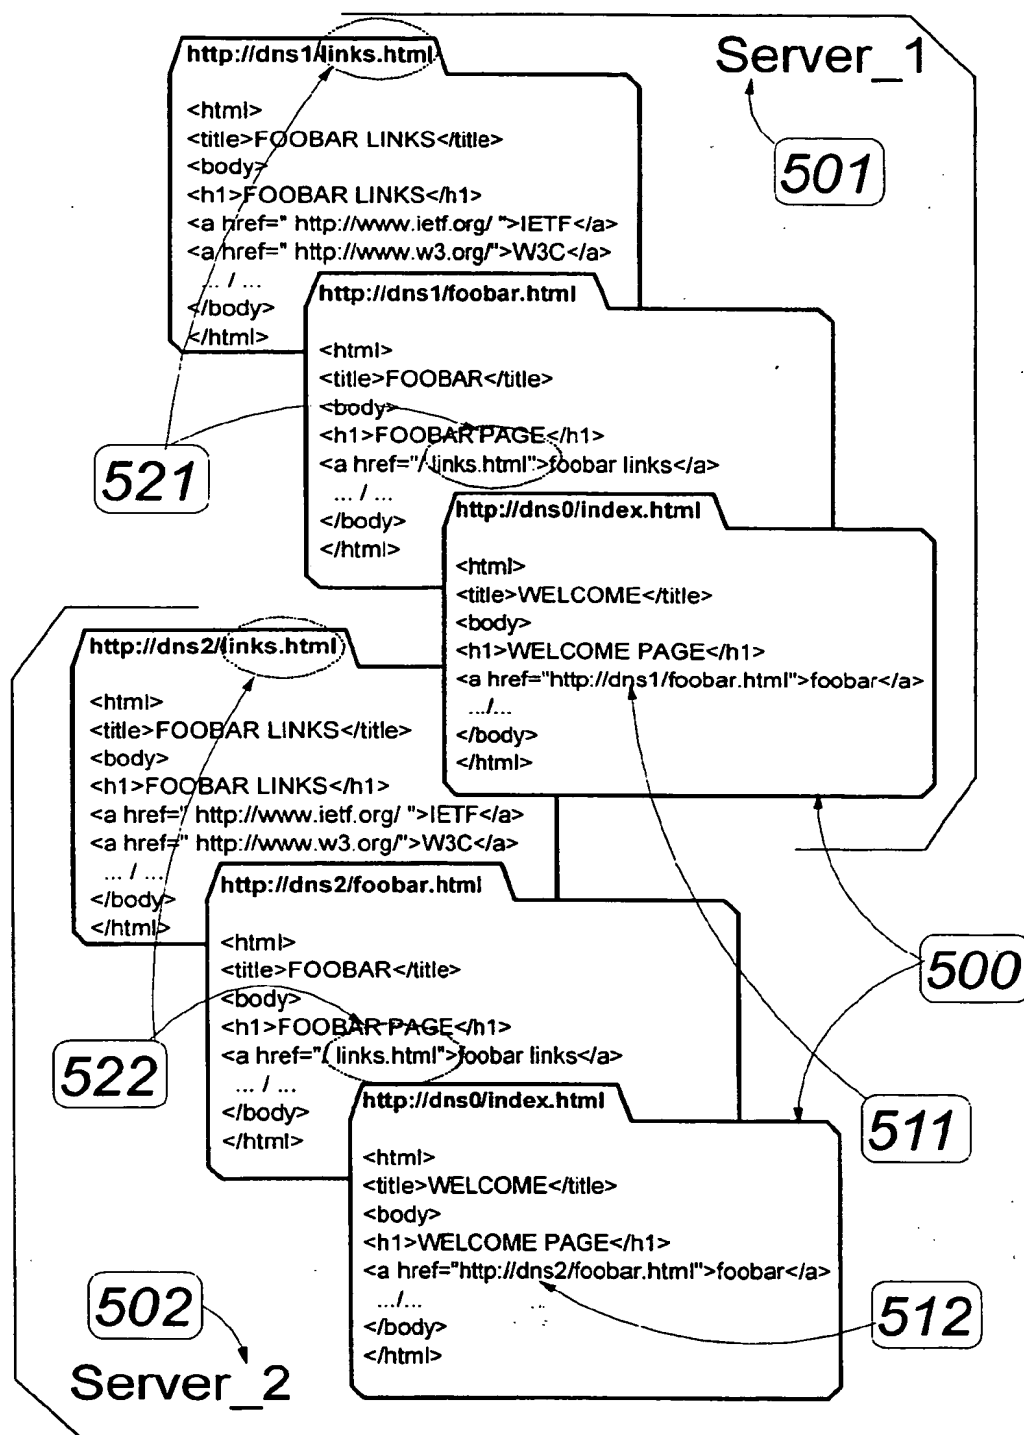 Server_1
501
http://dns1/links.html
<html>
<title>FOOBAR LINKS</title>
<body>
<h1>FOOBAR LINKS</h1>
<a href=" http://www.ietf.org/ ">IETF</a>
<a href=" http://www.w3.org/">W3C</a>
... / ...
</body>
</html>
http://dns1/foobar.html
<html>
<title>FOOBAR</title>
<body>
<h1>FOOBAR PAGE</h1>
<a href="/ links.html">foobar links</a>
... / ...
</body>
</html>
521
http://dns0/index.html
<html>
<title>WELCOME</title>
<body>
<h1>WELCOME PAGE</h1>
<a href="http://dns1/foobar.html">foobar</a>
.../...
</body>
</html>
http://dns2/links.html
<html>
<title>FOOBAR LINKS</title>
<body>
<h1>FOOBAR LINKS</h1>
<a href=" http://www.ietf.org/ ">IETF</a>
<a href=" http://www.w3.org/">W3C</a>
... / ...
</body>
</html>
http://dns2/foobar.html
<html>
<title>FOOBAR</title>
<body>
<h1>FOOBAR PAGE</h1>
<a href="/ links.html">foobar links</a>
... / ...
</body>
</html>
500
522
511
http://dns0/index.html
<html>
<title>WELCOME</title>
<body>
<h1>WELCOME PAGE</h1>
<a href="http://dns2/foobar.html">foobar</a>
.../...
</body>
</html>
512
502
Server_2